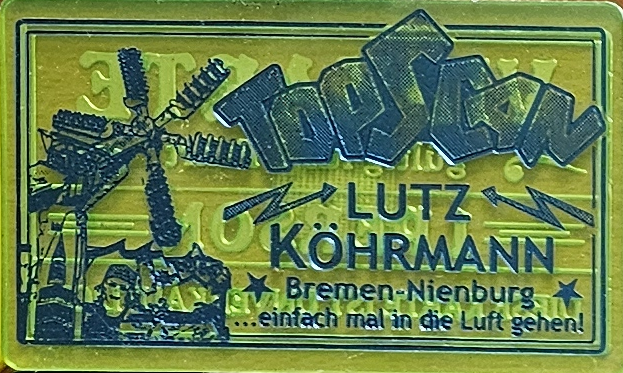 TOPSCAN
LUTZ
KÖHRMANN
Bremen-Nienburg
...einfach mal in die Luft gehen!